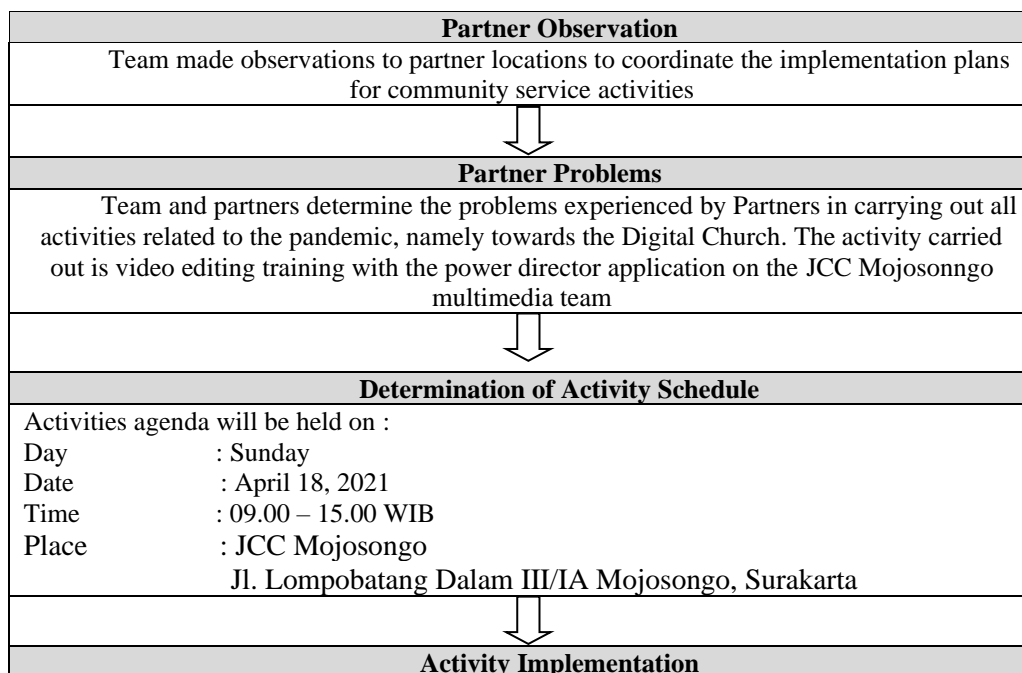 Partner Observation
Team made observations to partner locations to coordinate the implementation plans
for community service activities
Partner Problems
Team and partners determine the problems experienced by Partners in carrying out all
activities related to the pandemic, namely towards the Digital Church. The activity carried
out is video editing training with the power director application on the JCC Mojosonngo
multimedia team
Determination of Activity Schedule
Activities agenda will be held on :
Day : Sunday
Date : April 18, 2021
Time : 09.00 – 15.00 WIB
Place : JCC Mojosongo
Jl. Lompobatang Dalam III/IA Mojosongo, Surakarta
Activity Implementation